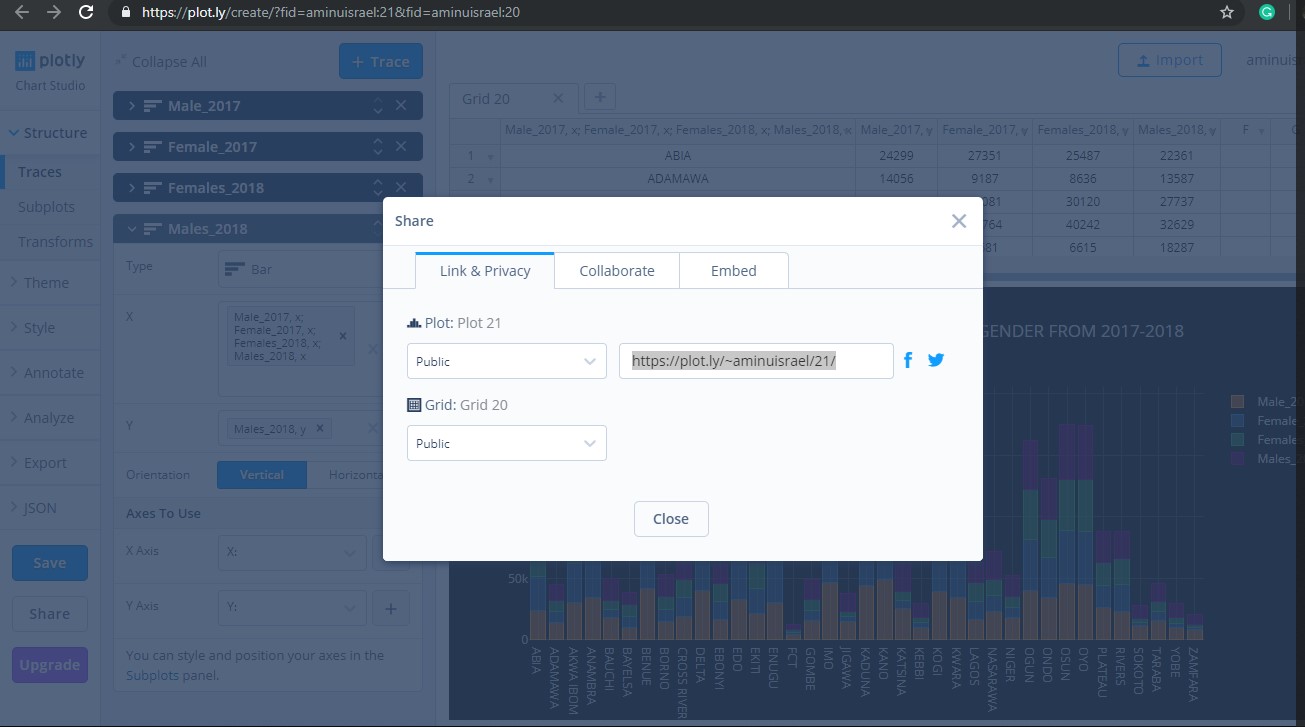 https://plot.ly/create/?fid=aminuisrael:21&fid=aminuisrael:20
plotly
Chart Studio
Structure
Traces
Subplots
Transforms
Theme
Style
Annotate
Analyze
Export
JSON
Save
Share
Upgrade
Collapse All
+ Trace
Male_2017
Female_2017
Females_2018
Males_2018
Type
Bar
X
Male_2017, x;
Female_2017, x;
Females_2018, x;
Males_2018, x
Y
Males_2018, y
Orientation
Vertical
Horizonta
Axes To Use
X Axis
X:
Y Axis
Y:
+
You can style and position your axes in the
Subplots panel.
Import
aminuis
Grid 20
+
Male_2017, x; Female_2017, x; Females_2018, x; Males_2018, x Male_2017, y Female_2017, y Females_2018, y Males_2018, y F
1 ABIA 24299 27351 25487 22361
2 ADAMAWA 14056 9187 8636 13587
081 30120 27737
764 40242 32629
81 6615 18287
Share
Link & Privacy
Collaborate
Embed
Plot: Plot 21
Public
https://plot.ly/~aminuisrael/21/
Grid: Grid 20
Public
Close
GENDER FROM 2017-2018
Male_2
Female
Female
Males_
50k
0
ABIA
ADAMAWA
AKWA IBOM
ANAMBRA
BAUCHI
BAYELSA
BENUE
BORNO
CROSS RIVER
DELTA
EBONYI
EDO
EKITI
ENUGU
FCT
GOMBE
IMO
JIGAWA
KADUNA
KANO
KATSINA
KEBBI
KOGI
KWARA
LAGOS
NASARAWA
NIGER
OGUN
ONDO
OSUN
OYO
PLATEAU
RIVERS
SOKOTO
TARABA
YOBE
ZAMFARA